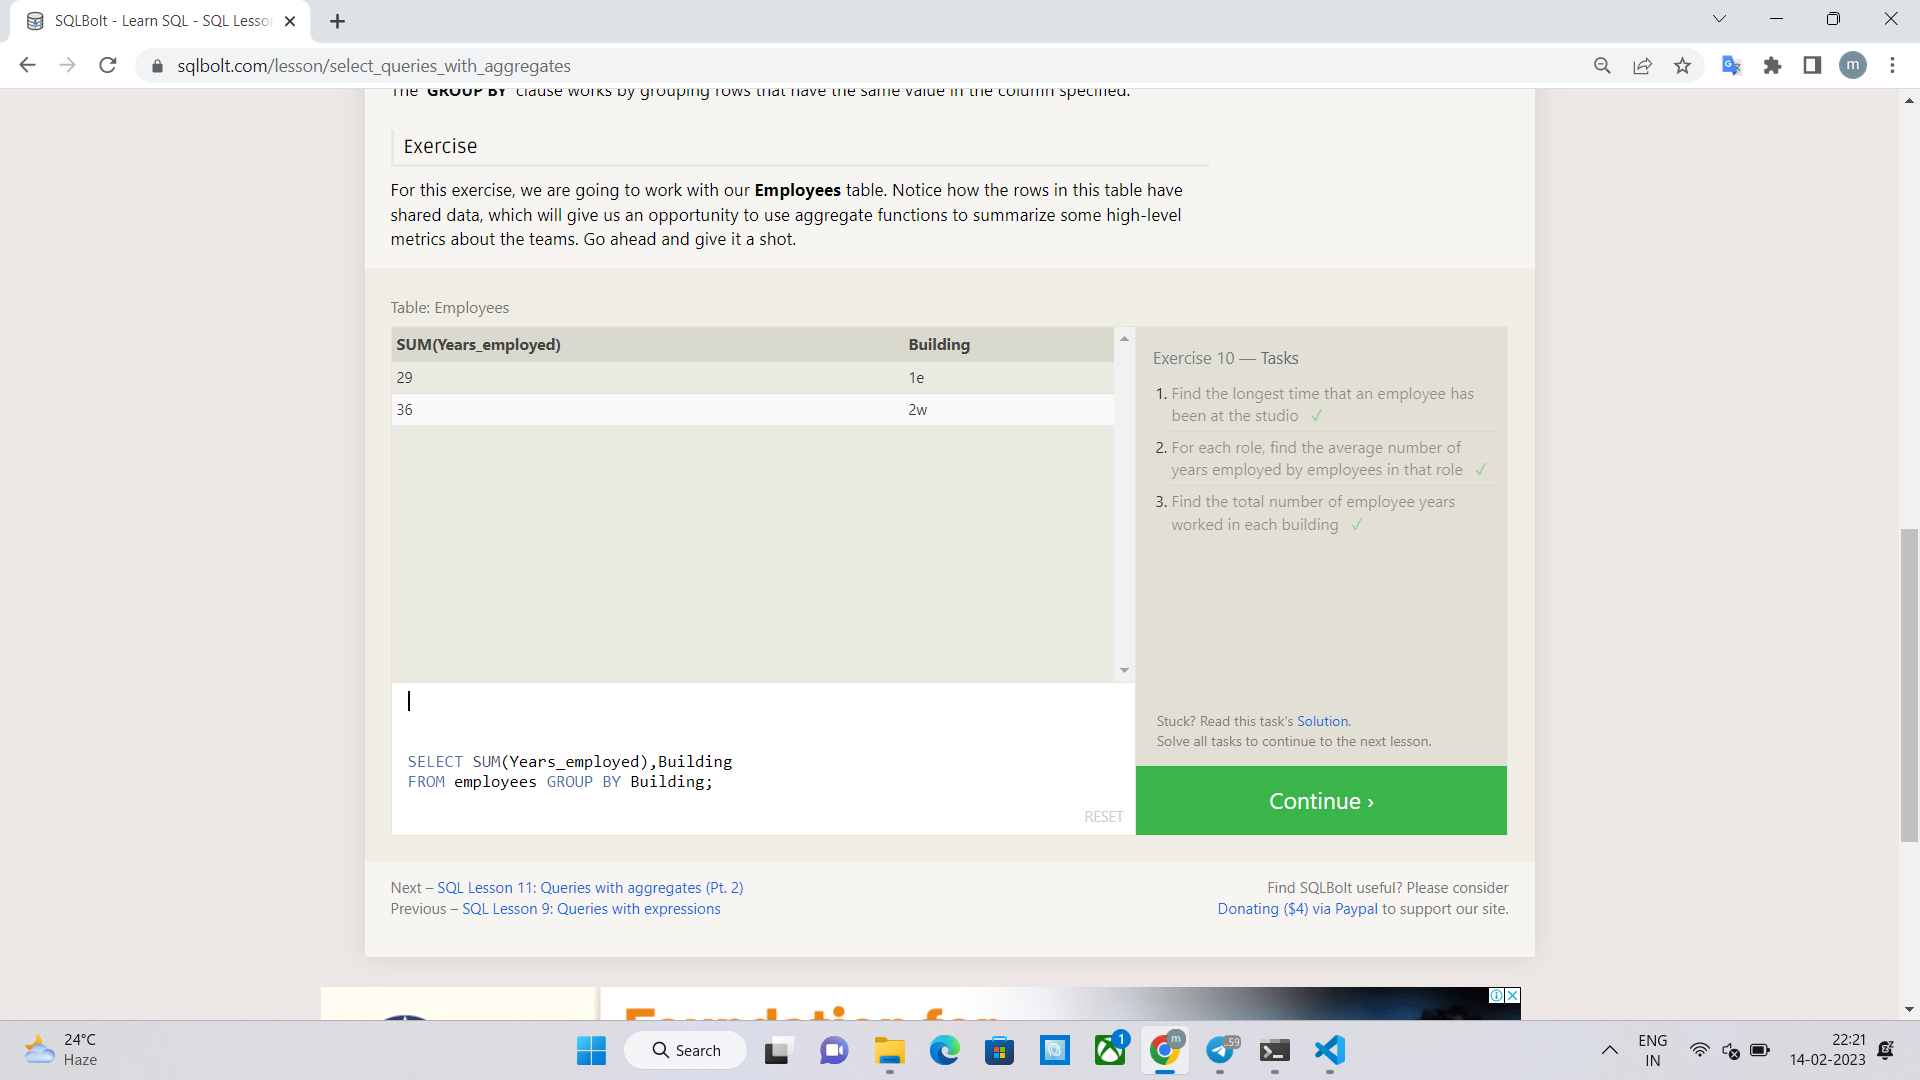 SQLBolt - Learn SQL - SQL Lesson
sqlbolt.com/lesson/select_queries_with_aggregates
m
The GROUP BY clause works by grouping rows that have the same value in the column specified.
Exercise
For this exercise, we are going to work with our Employees table. Notice how the rows in this table have
shared data, which will give us an opportunity to use aggregate functions to summarize some high-level
metrics about the teams. Go ahead and give it a shot.
Table: Employees
SUM(Years_employed) Building
29 1e
36 2w
Exercise 10 — Tasks
1. Find the longest time that an employee has
been at the studio ✓
2. For each role, find the average number of
years employed by employees in that role ✓
3. Find the total number of employee years
worked in each building ✓
Stuck? Read this task's Solution.
Solve all tasks to continue to the next lesson.
Continue ›
SELECT SUM(Years_employed),Building
FROM employees GROUP BY Building;
RESET
Next – SQL Lesson 11: Queries with aggregates (Pt. 2)
Previous – SQL Lesson 9: Queries with expressions
Find SQLBolt useful? Please consider
Donating ($4) via Paypal to support our site.
Foundation for
24°C
Haze
Search
1
m
59
ENG
IN
22:21
14-02-2023